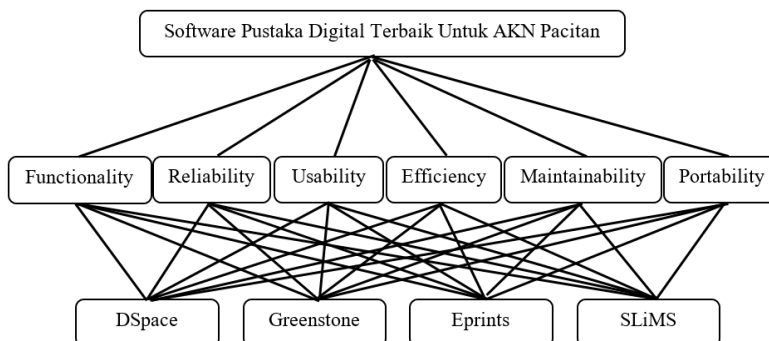 Software Pustaka Digital Terbaik Untuk AKN Pacitan
Functionality
Reliability
Usability
Efficiency
Maintainability
Portability
DSpace
Greenstone
Eprints
SLiMS